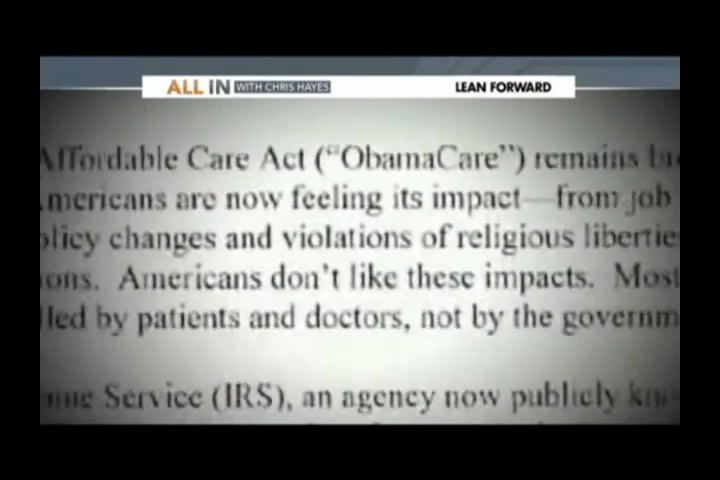 ALL IN WITH CHRIS HAYES
LEAN FORWARD
Affordable Care Act (“ObamaCare”) remains
mericans are now feeling its impact—from job
olicy changes and violations of religious libertie
ons. Americans don’t like these impacts. Most
lled by patients and doctors, not by the governm
nue Service (IRS), an agency now publicly kn